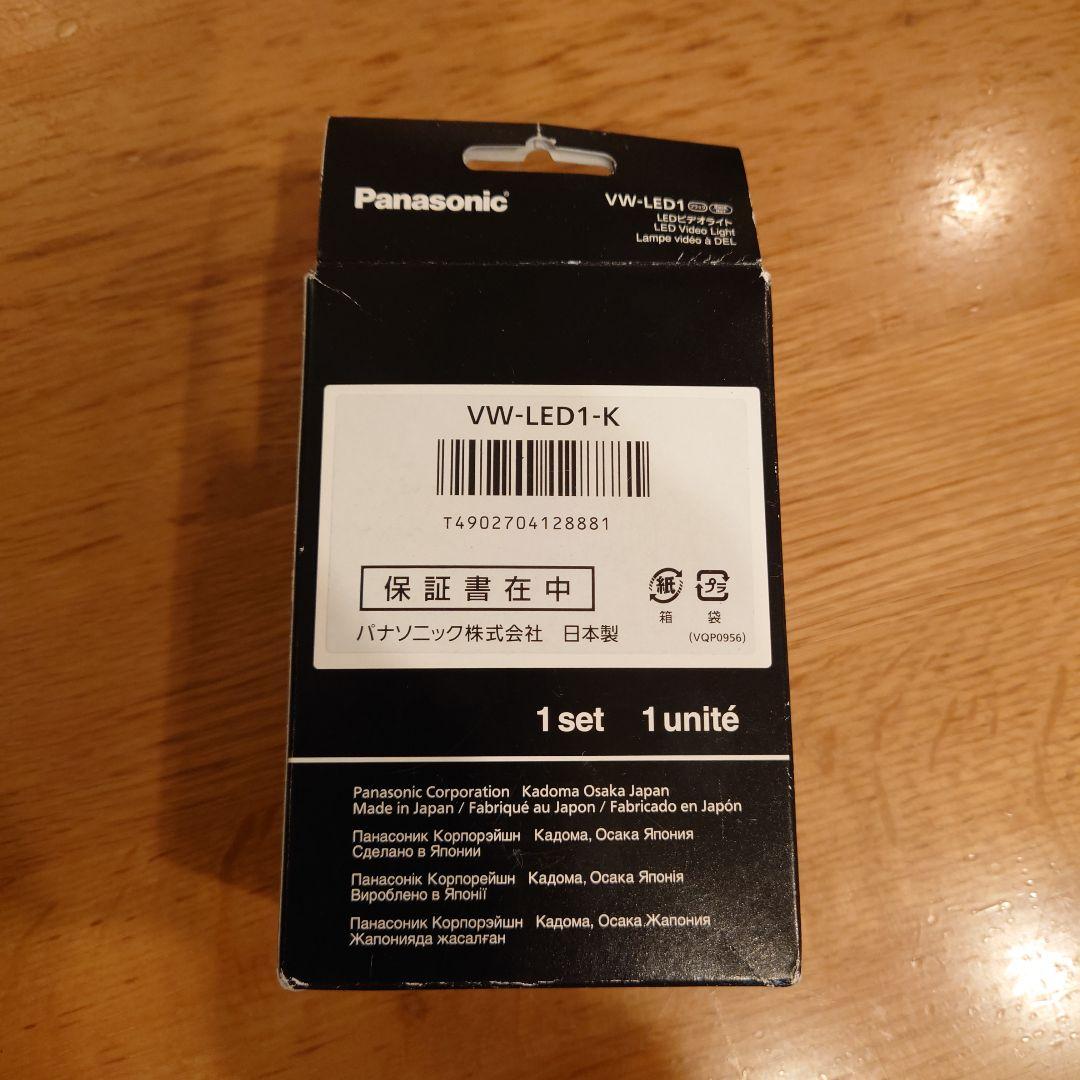 Panasonic
VW-LED1
LEDビデオライト
LED Video Light
Lampe vidéo à DEL
VW-LED1-K
T4902704128881
保証書在中
紙 プラ
箱 袋
パナソニック株式会社 日本製
(VQP0956)
1 set 1 unité
Panasonic Corporation Kadoma Osaka Japan
Made in Japan / Fabriqué au Japon / Fabricado en Japón
Панасоник Корпорэйшн Кадома, Осака Япония
Сделано в Японии
Панасонік Корпорейшн Кадома, Осака Японія
Вироблено в Японії
Панасоник Корпорэйшн Кадома, Осака Жапония
Жапонияда жасалған